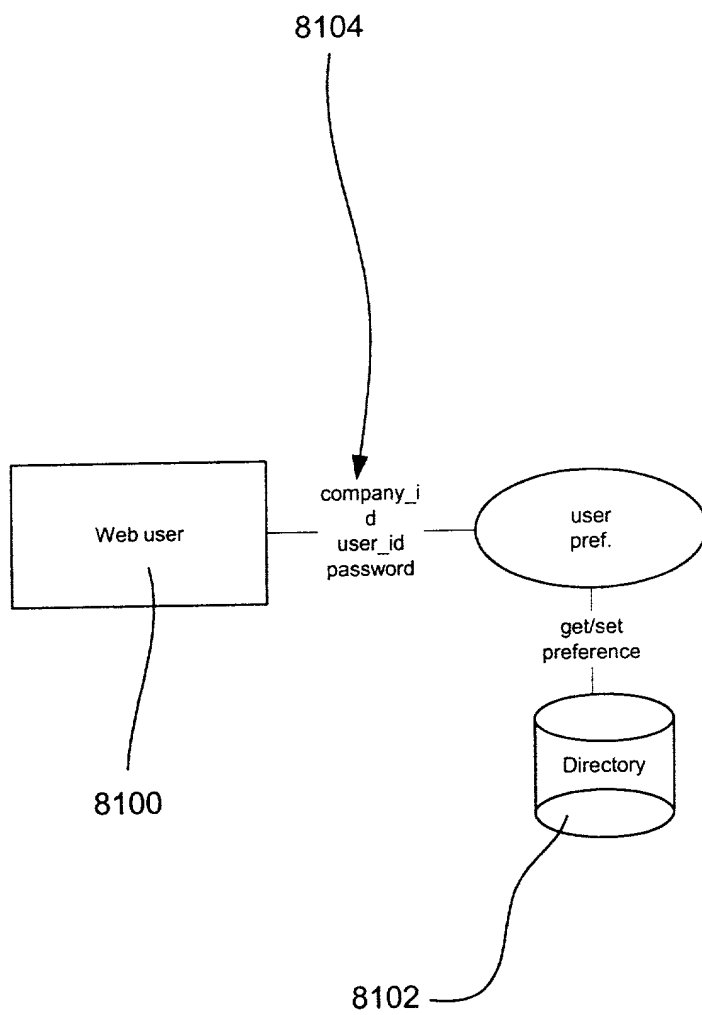 8104
Web user
company_i
d
user_id
password
user
pref.
get/set
preference
Directory
8100
8102